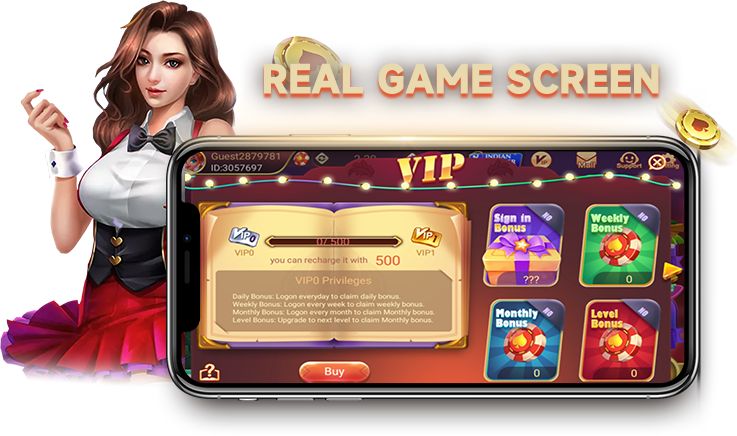 REAL GAME SCREEN
Guest2879781
ID:3057697
VIP
INDIAN
Mail
Support
VIP0
VIP0
0/ 500
VIP1
VIP1
you can recharge it with 500
VIP0 Privileges
Daily Bonus: Logon everyday to claim daily bonus.
Weekly Bonus: Logon every week to claim weekly bonus.
Monthly Bonus: Logon every month to claim Monthly bonus.
Level Bonus: Upgrade to next level to claim Monthly bonus.
Sign in
Bonus
???
Weekly
Bonus
0
Monthly
Bonus
0
Level
Bonus
0
Buy
?